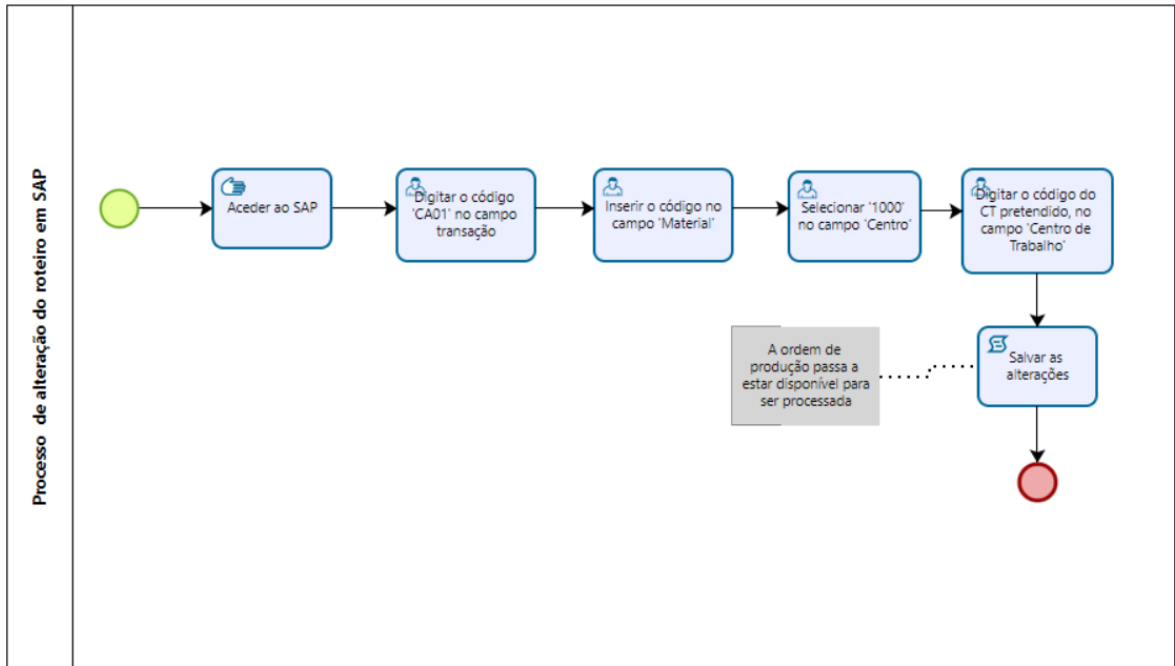 Processo de alteração do roteiro em SAP
Aceder ao SAP
Digitar o código
'CA01' no campo
transação
Inserir o código no
campo 'Material'
Selecionar '1000'
no campo 'Centro'
Digitar o código do
CT pretendido, no
campo 'Centro de
Trabalho'
Salvar as
alterações
A ordem de
produção passa a
estar disponível para
ser processada